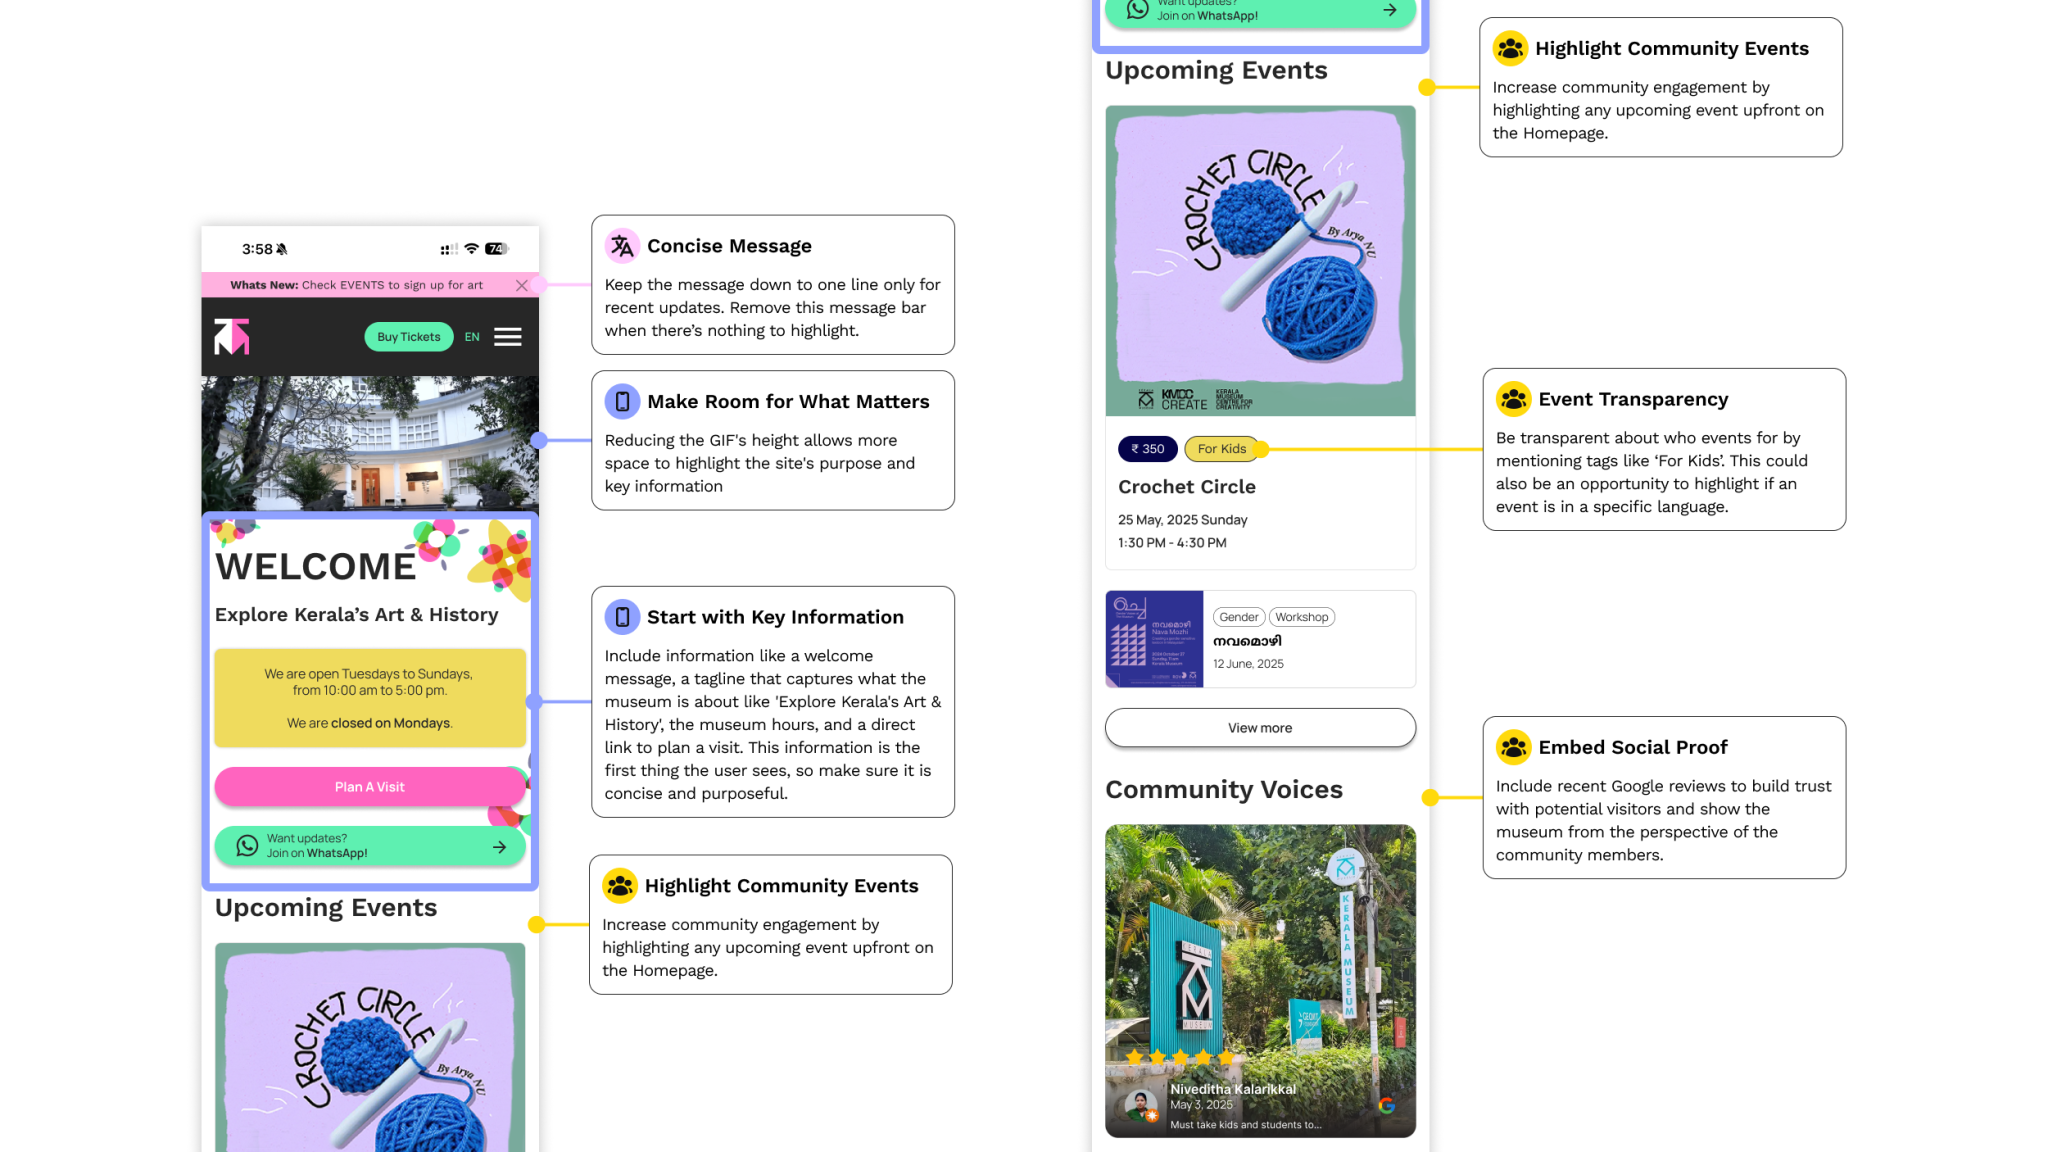 3:58
74
Whats New: Check EVENTS to sign up for art
Buy Tickets
EN
WELCOME
Explore Kerala’s Art & History
We are open Tuesdays to Sundays,
from 10:00 am to 5:00 pm.
We are closed on Mondays.
Plan A Visit
Want updates?
Join on WhatsApp!
Upcoming Events
CROCHET CIRCLE
By Arya NU
Concise Message
Keep the message down to one line only for
recent updates. Remove this message bar
when there’s nothing to highlight.
Make Room for What Matters
Reducing the GIF's height allows more
space to highlight the site's purpose and
key information
Start with Key Information
Include information like a welcome
message, a tagline that captures what the
museum is about like 'Explore Kerala's Art &
History', the museum hours, and a direct
link to plan a visit. This information is the
first thing the user sees, so make sure it is
concise and purposeful.
Highlight Community Events
Increase community engagement by
highlighting any upcoming event upfront on
the Homepage.
Want updates?
Join on WhatsApp!
Upcoming Events
CROCHET CIRCLE
By Arya NU
KMCC
CREATE
KERALA
MUSEUM
CENTRE FOR
CREATIVITY
₹ 350
For Kids
Crochet Circle
25 May, 2025 Sunday
1:30 PM - 4:30 PM
നവമൊഴി
Nava Mozhi
Gender
Workshop
നവമൊഴി
12 June, 2025
View more
Community Voices
KERALA
MUSEUM
KERALA MUSEUM
Niveditha Kalarikkal
May 3, 2025
Must take kids and students to...
Highlight Community Events
Increase community engagement by
highlighting any upcoming event upfront on
the Homepage.
Event Transparency
Be transparent about who events for by
mentioning tags like ‘For Kids’. This could
also be an opportunity to highlight if an
event is in a specific language.
Embed Social Proof
Include recent Google reviews to build trust
with potential visitors and show the
museum from the perspective of the
community members.